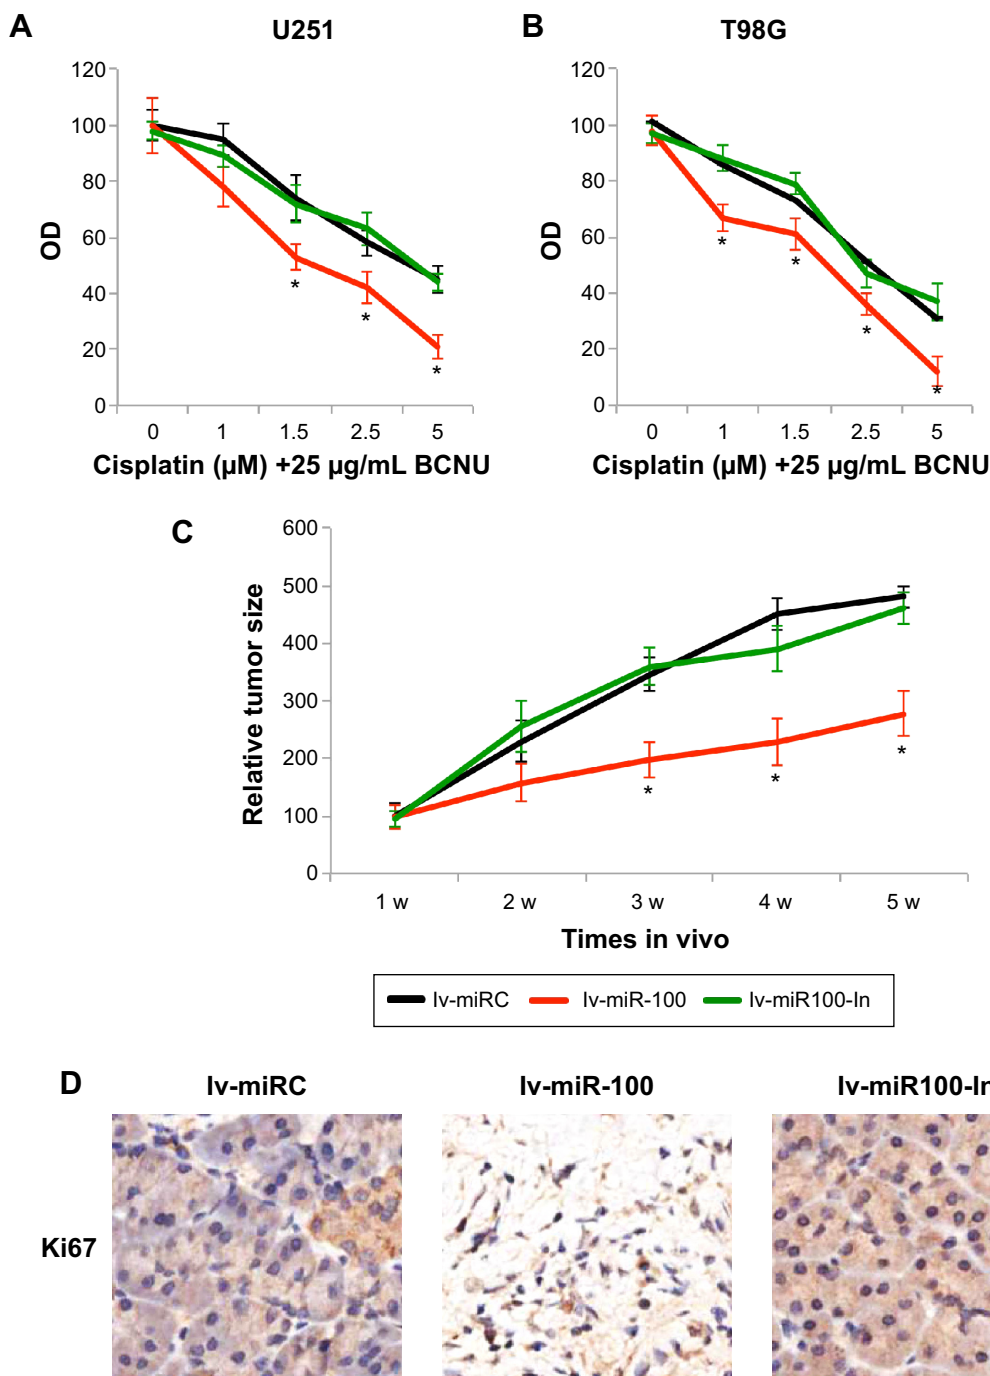 A
U251
B
T98G
120
100
80
60
40
20
0
OD
*
*
*
0 1 1.5 2.5 5
Cisplatin (μM) +25 μg/mL BCNU
120
100
80
60
40
20
0
OD
*
*
*
*
0 1 1.5 2.5 5
Cisplatin (μM) +25 μg/mL BCNU
C
600
500
400
300
200
100
0
Relative tumor size
*
*
*
1 w 2 w 3 w 4 w 5 w
Times in vivo
lv-miRC lv-miR-100 lv-miR100-In
D
lv-miRC lv-miR-100 lv-miR100-In
Ki67